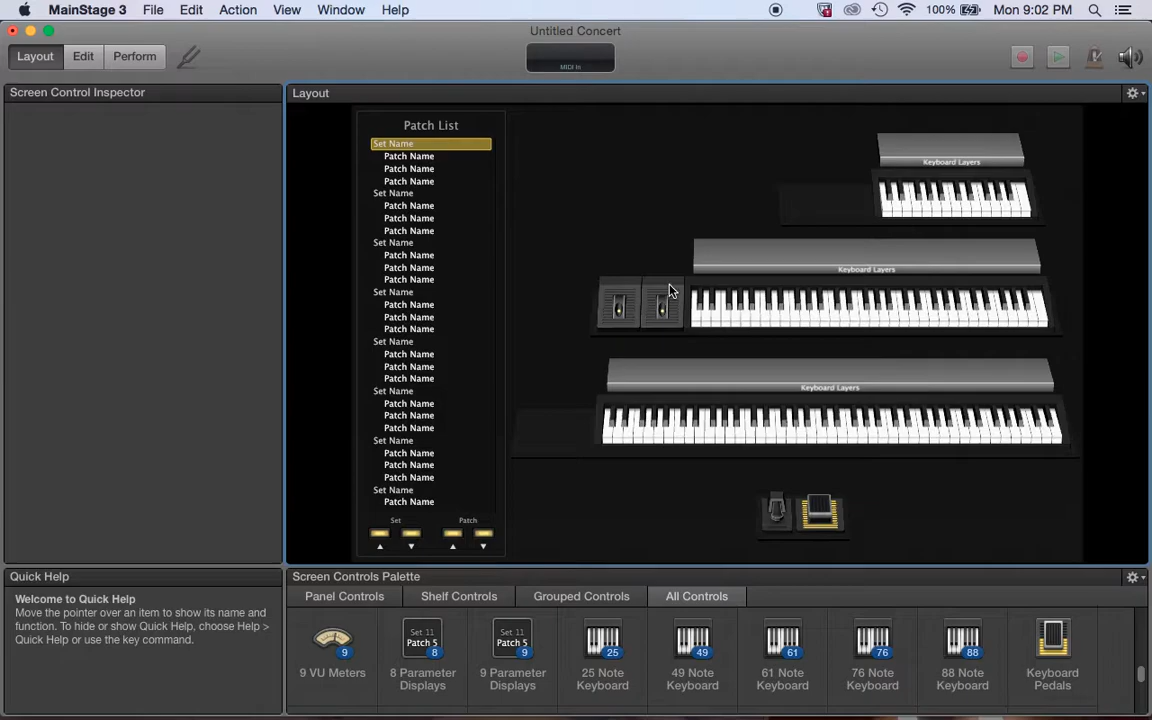 MainStage 3 File Edit Action View Window Help 100% Mon 9:02 PM
Untitled Concert
Layout Edit Perform
MIDI In
Screen Control Inspector
Layout
Patch List
Set Name
Patch Name
Patch Name
Patch Name
Set Name
Patch Name
Patch Name
Patch Name
Set Name
Patch Name
Patch Name
Patch Name
Set Name
Patch Name
Patch Name
Patch Name
Set Name
Patch Name
Patch Name
Patch Name
Set Name
Patch Name
Patch Name
Patch Name
Set Name
Patch Name
Patch Name
Patch Name
Set Name
Patch Name
Set Patch
Keyboard Layers
Keyboard Layers
Keyboard Layers
Quick Help
Welcome to Quick Help
Move the pointer over an item to show its name and
function. To hide or show Quick Help, choose Help >
Quick Help or use the key command.
Screen Controls Palette
Panel Controls Shelf Controls Grouped Controls All Controls
9
9 VU Meters
Set 11
Patch 5
8
8 Parameter
Displays
Set 11
Patch 5
9
9 Parameter
Displays
25
25 Note
Keyboard
49
49 Note
Keyboard
61
61 Note
Keyboard
76
76 Note
Keyboard
88
88 Note
Keyboard
Keyboard
Pedals